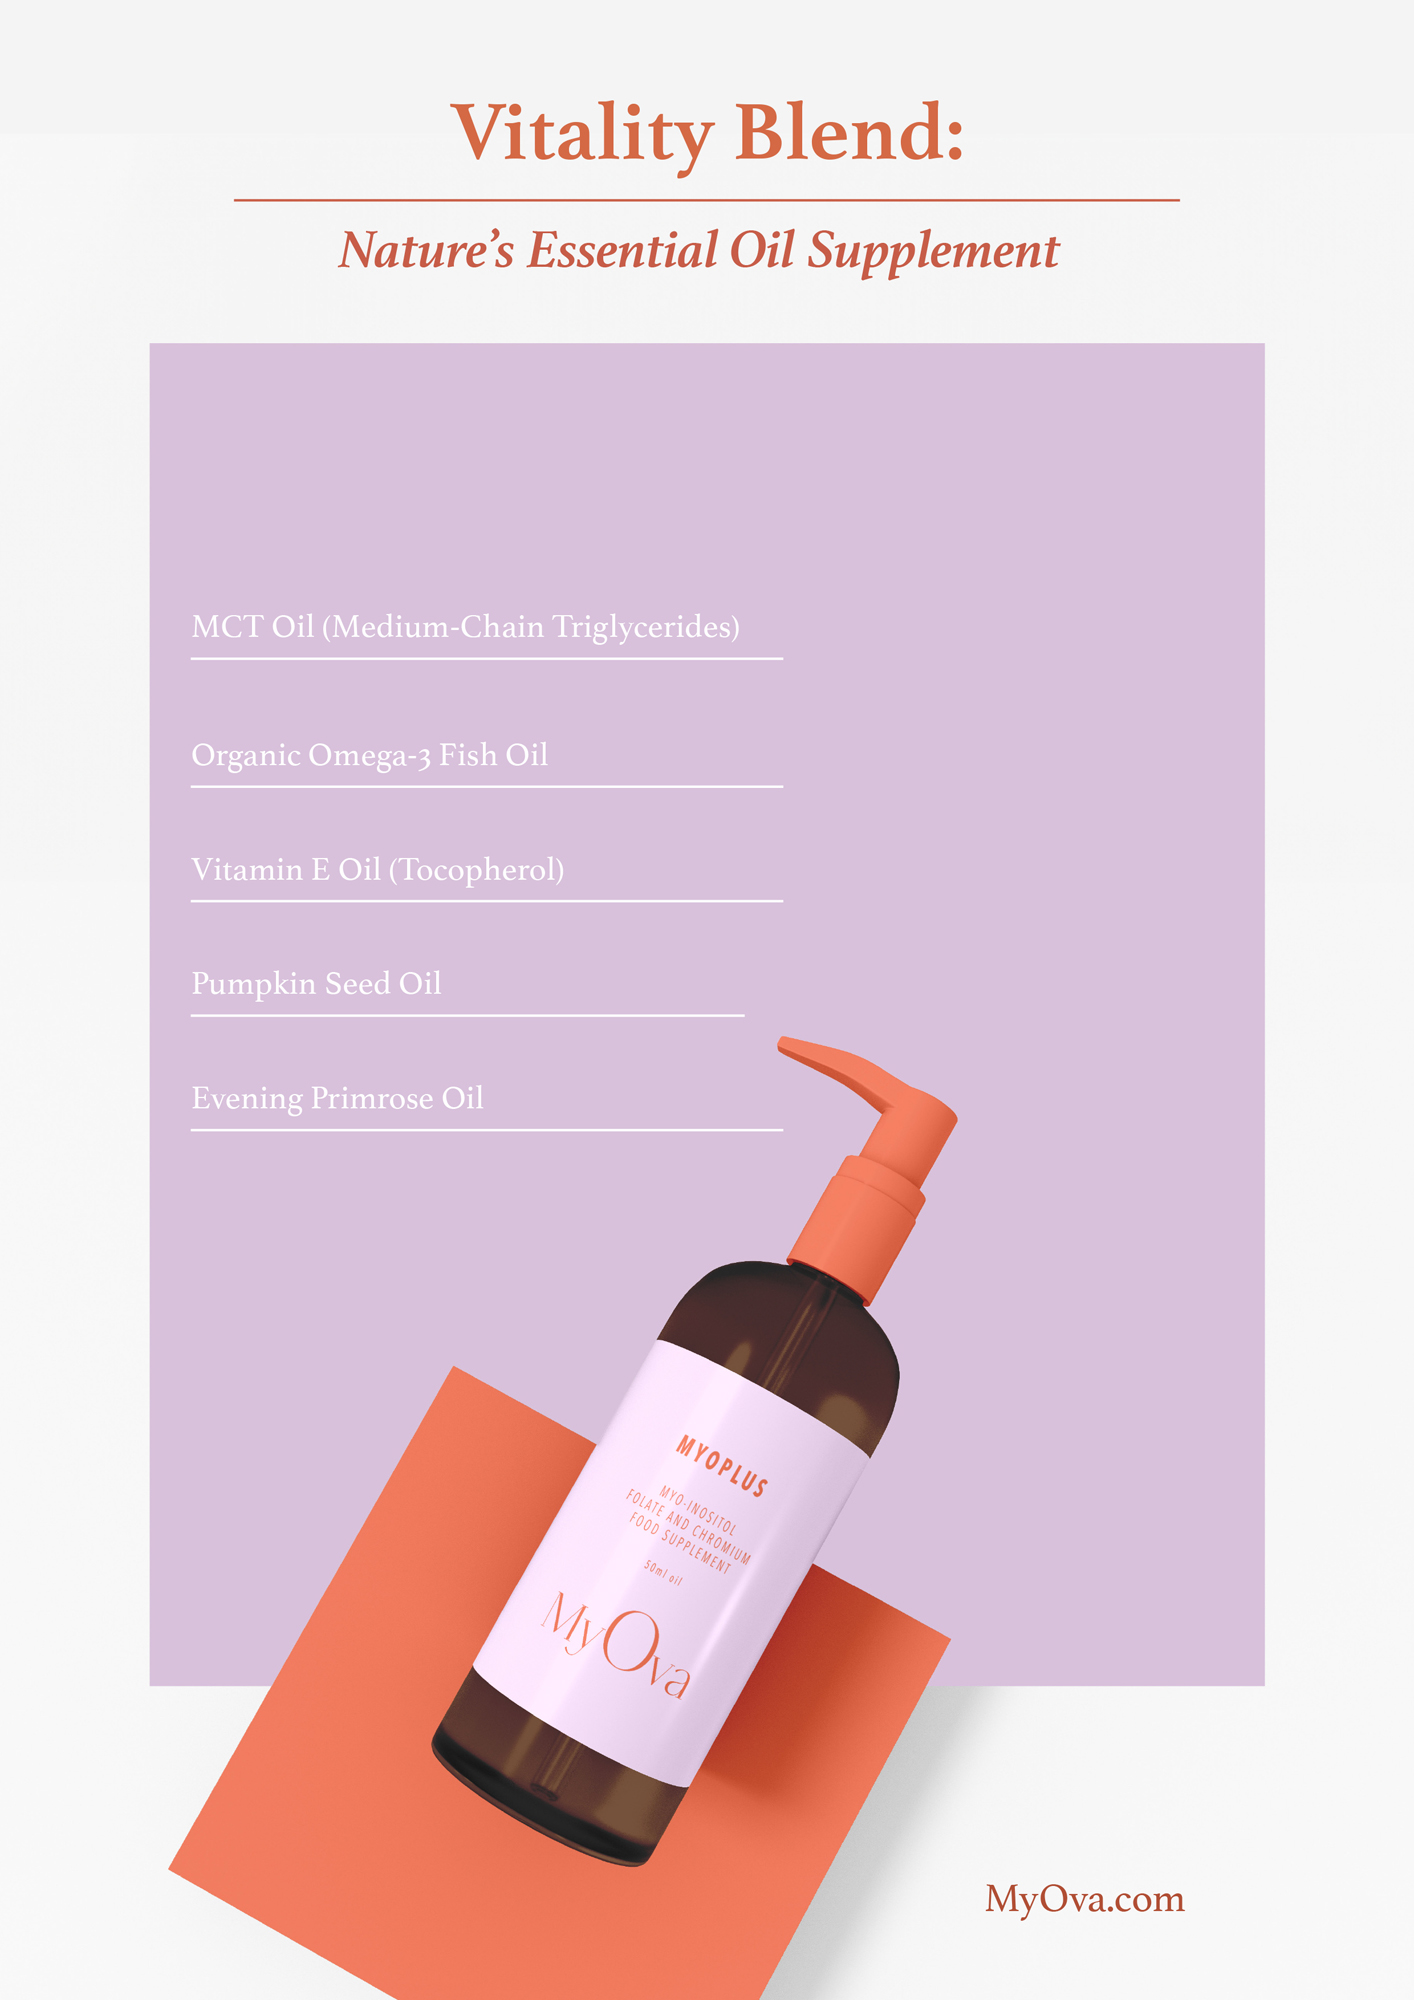 Vitality Blend:
Nature’s Essential Oil Supplement
MCT Oil (Medium-Chain Triglycerides)
Organic Omega-3 Fish Oil
Vitamin E Oil (Tocopherol)
Pumpkin Seed Oil
Evening Primrose Oil
MYOPLUS
MYO-INOSITOL
FOLATE AND CHROMIUM
FOOD SUPPLEMENT
50ml oil
MyOva
MyOva.com